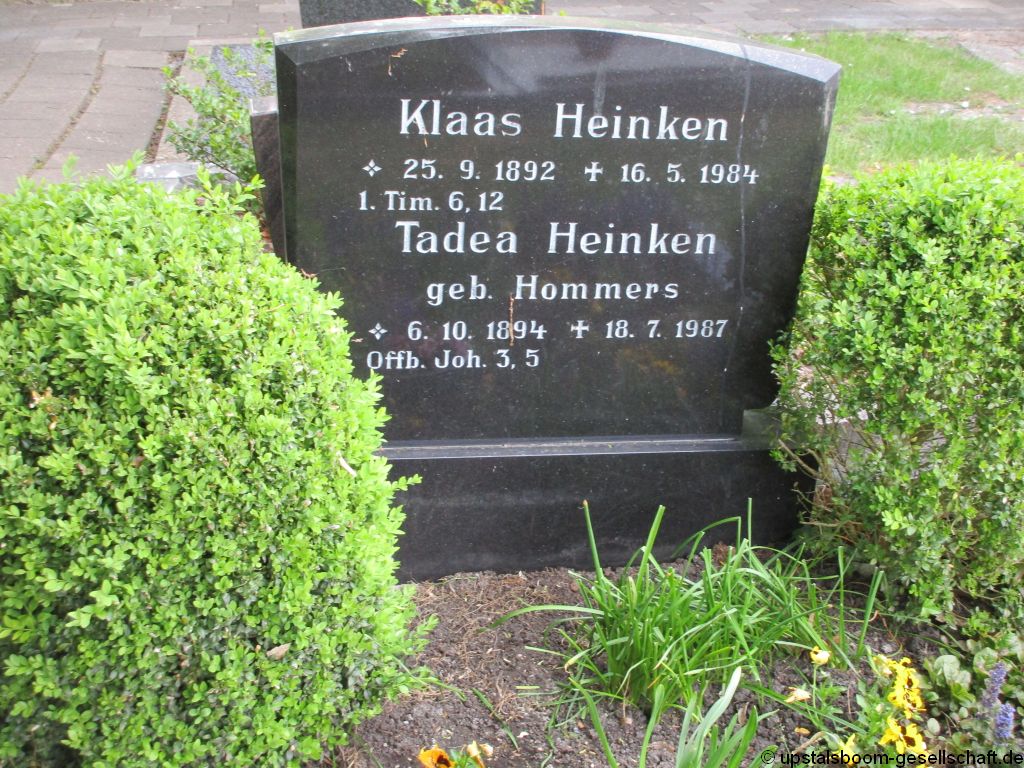 Klaas Heinken
✧ 25. 9. 1892 ✝ 16. 5. 1984
1. Tim. 6, 12
Tadea Heinken
geb. Hommers
✧ 6. 10. 1894 ✝ 18. 7. 1987
Offb. Joh. 3, 5
© upstalsboom-gesellschaft.de